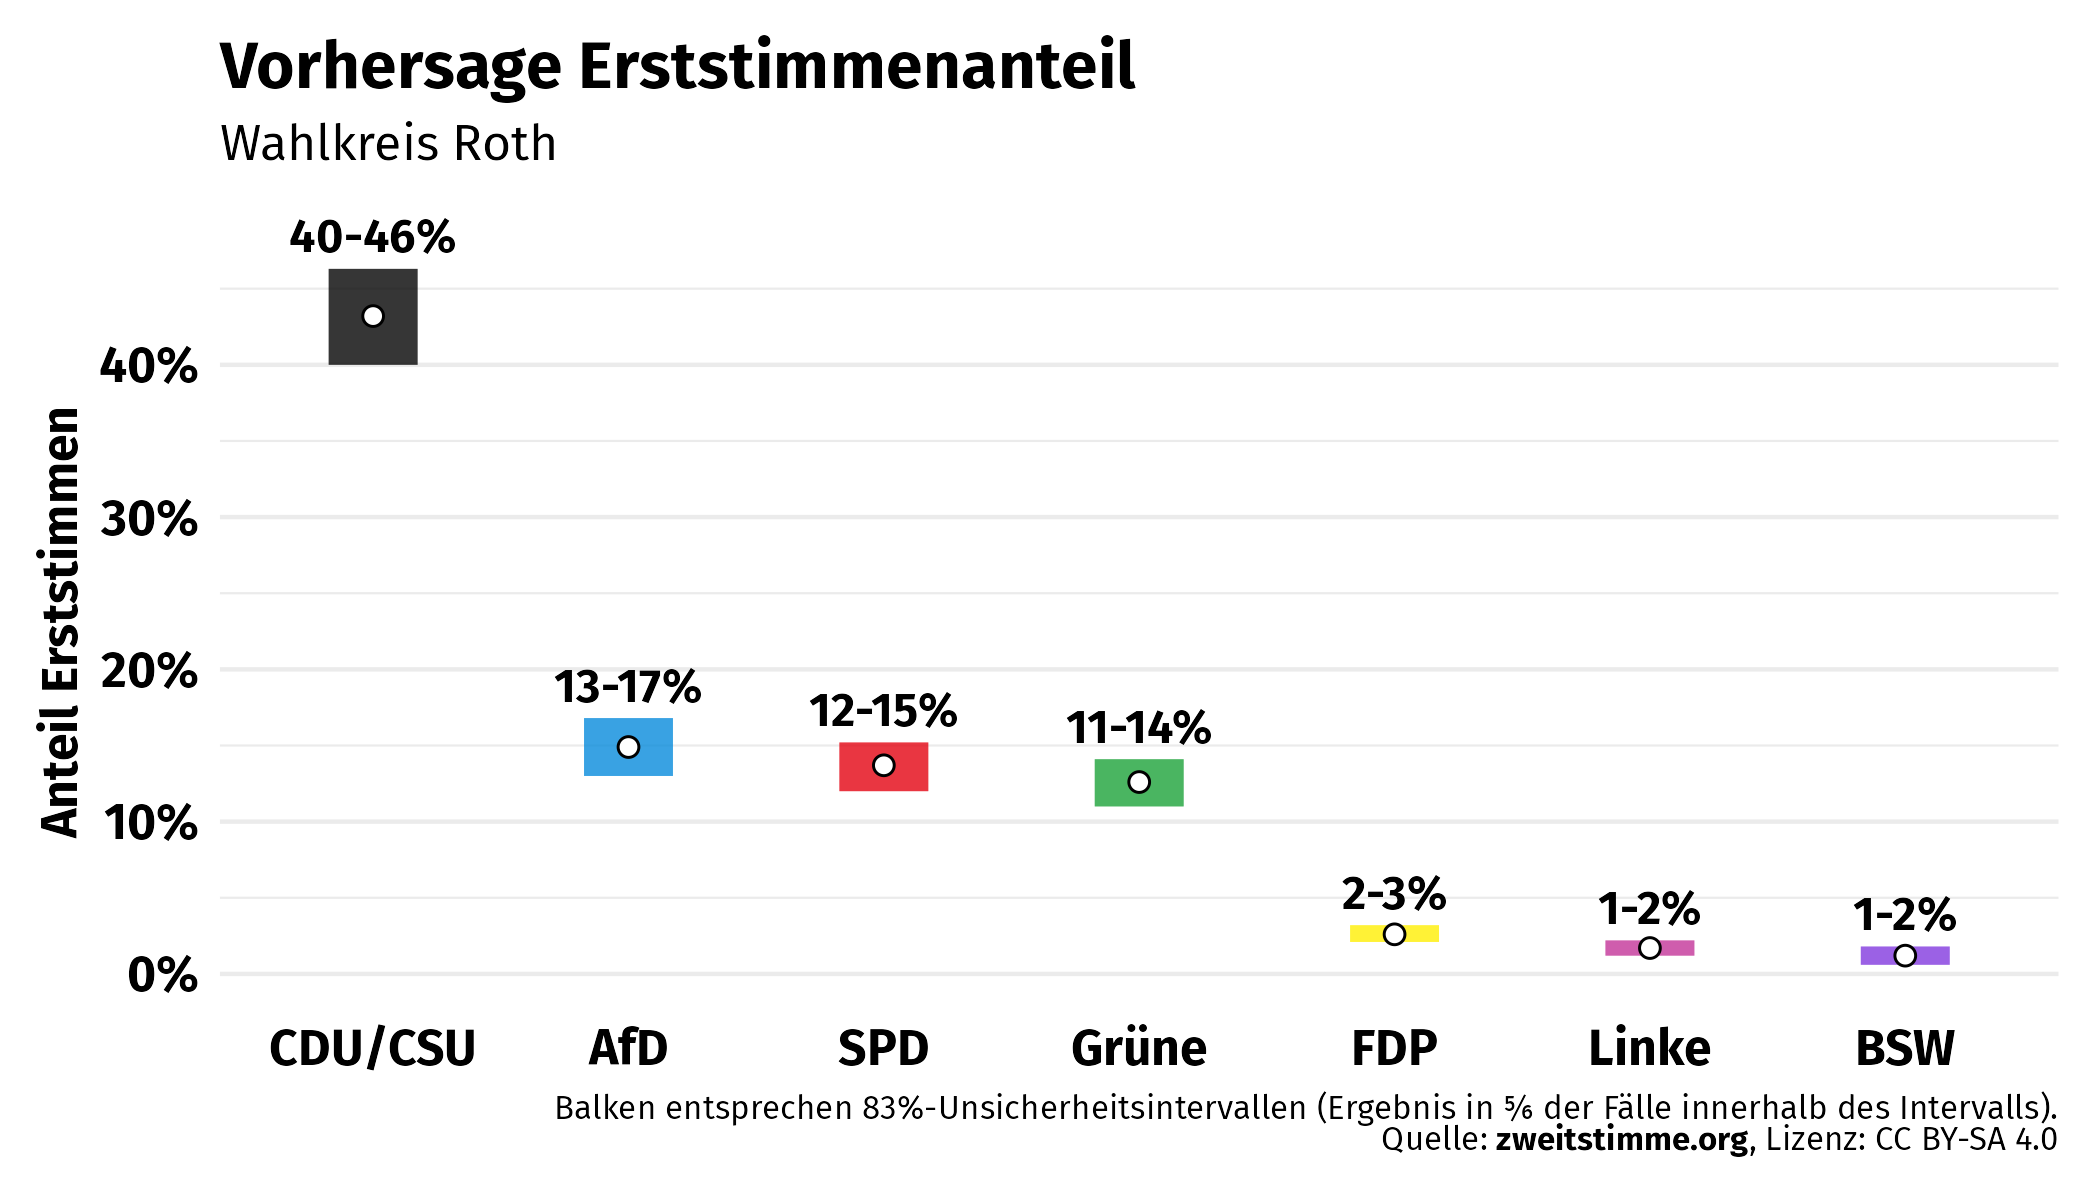 Vorhersage Erststimmenanteil
Wahlkreis Roth
40-46%
40%
30%
20%
10%
0%
Anteil Erststimmen
13-17%
12-15%
11-14%
2-3%
1-2%
1-2%
CDU/CSU AfD SPD Grüne FDP Linke BSW
Balken entsprechen 83%-Unsicherheitsintervallen (Ergebnis in ⅚ der Fälle innerhalb des Intervalls).
Quelle: zweitstimme.org, Lizenz: CC BY-SA 4.0